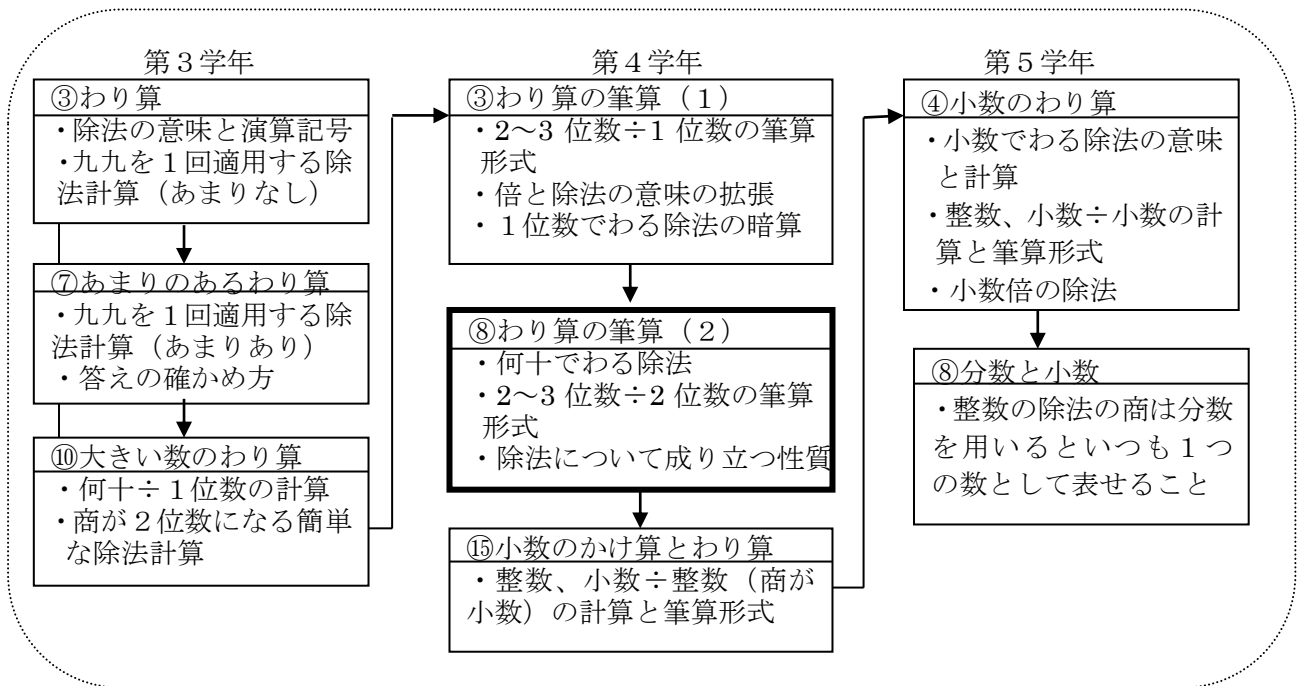 第３学年
③わり算
・除法の意味と演算記号
・九九を１回適用する除
法計算（あまりなし）
⑦あまりのあるわり算
・九九を１回適用する除
法計算（あまりあり）
・答えの確かめ方
⑩大きい数のわり算
・何十÷１位数の計算
・商が２位数になる簡単
な除法計算
第４学年
③わり算の筆算（１）
・2～3 位数÷1 位数の筆算
形式
・倍と除法の意味の拡張
・１位数でわる除法の暗算
⑧わり算の筆算（２）
・何十でわる除法
・2～3 位数÷2 位数の筆算
形式
・除法について成り立つ性質
⑮小数のかけ算とわり算
・整数、小数÷整数（商が
小数）の計算と筆算形式
第５学年
④小数のわり算
・小数でわる除法の意味
と計算
・整数、小数÷小数の計
算と筆算形式
・小数倍の除法
⑧分数と小数
・整数の除法の商は分数
を用いるといつも１つ
の数として表せること